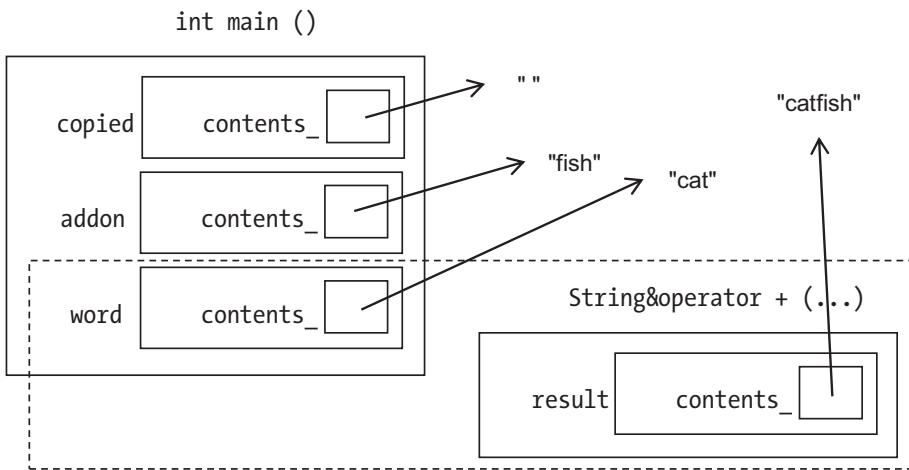 int main ()
copied contents_ " "
"catfish"
addon contents_ "fish"
"cat"
word contents_
String&operator + (...)
result contents_